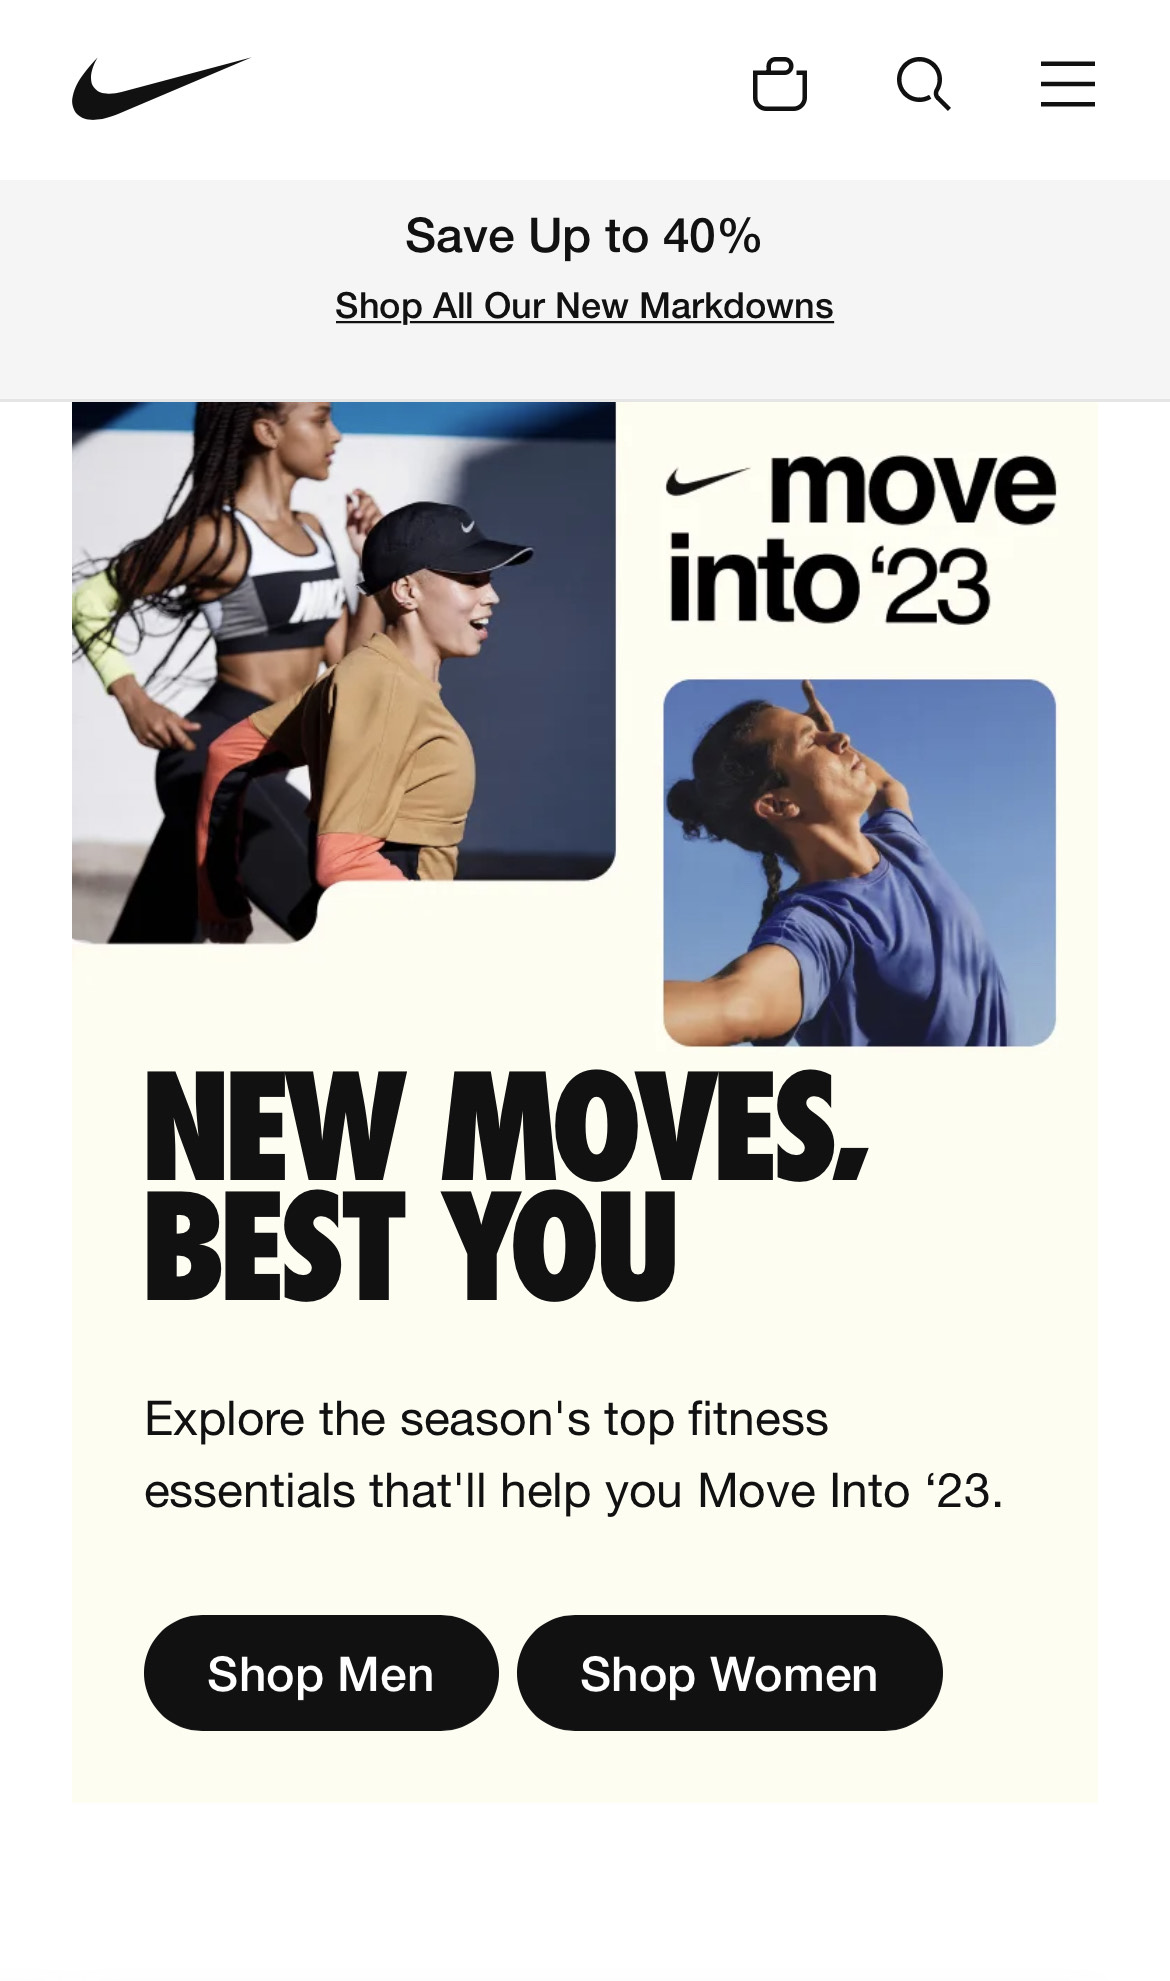 Save Up to 40%
Shop All Our New Markdowns
move
into ‘23
NIKE
NEW MOVES,
BEST YOU
Explore the season's top fitness
essentials that'll help you Move Into ‘23.
Shop Men
Shop Women